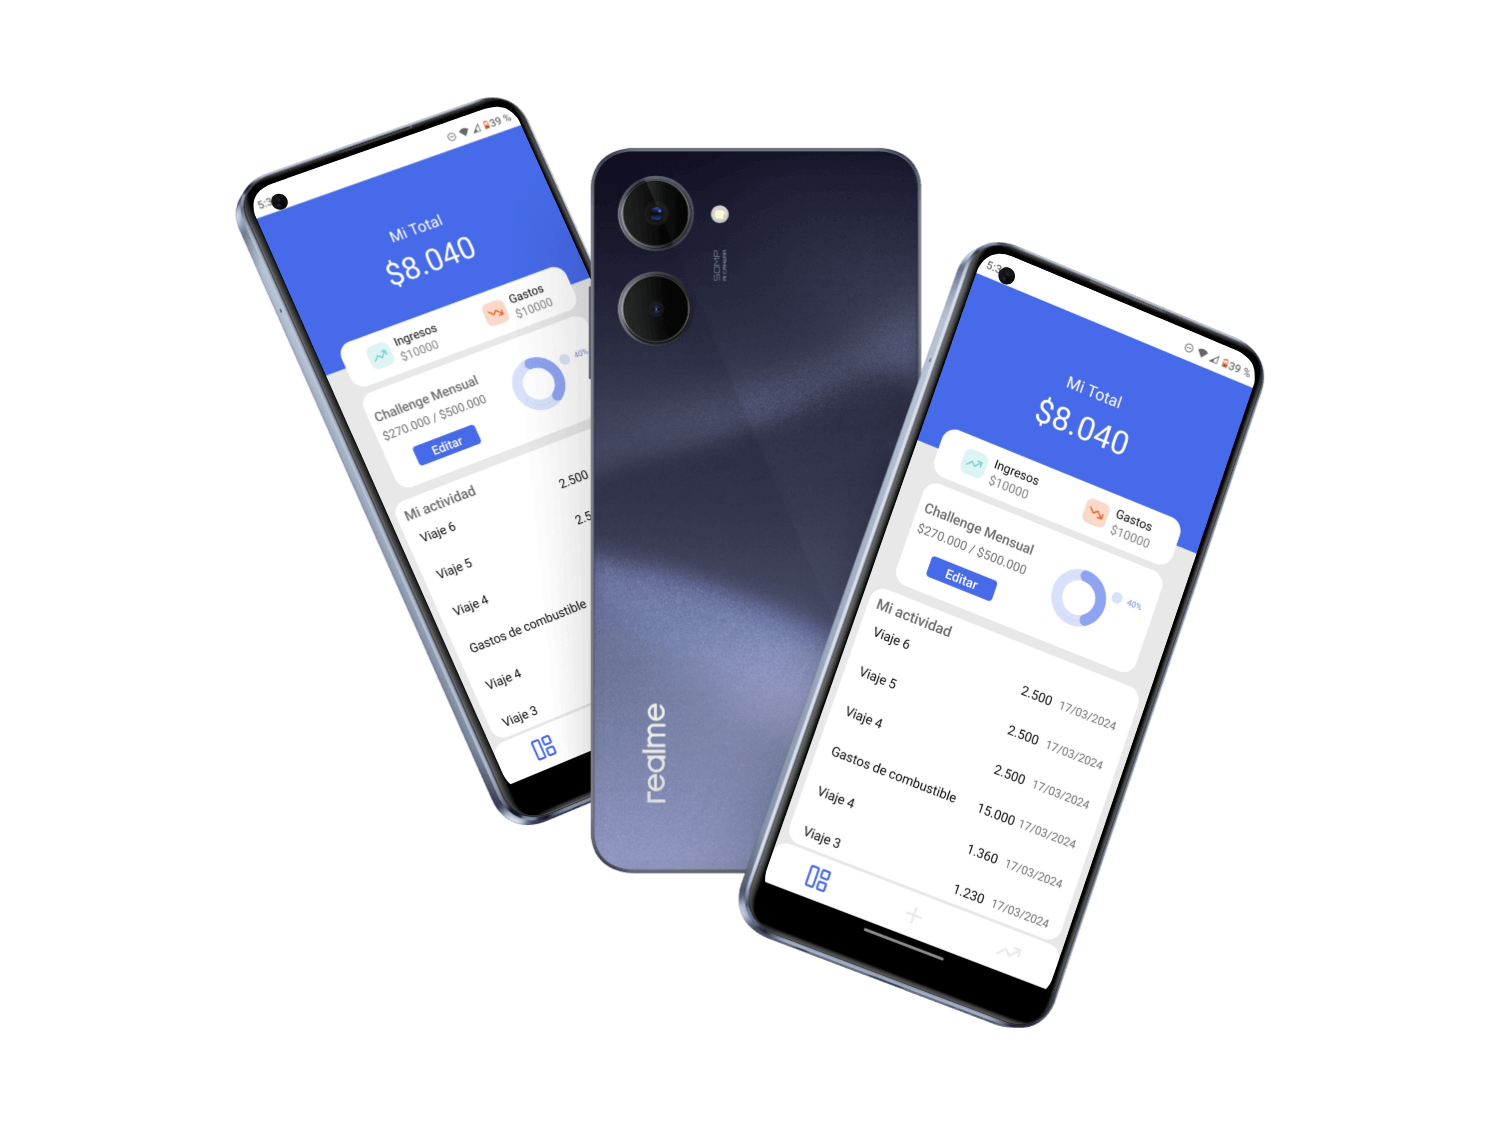 5:3
39 %
Mi Total
$8.040
Ingresos
$10000
Gastos
$10000
Challenge Mensual
$270.000 / $500.000
Editar
40%
Mi actividad
Viaje 6
2.500
Viaje 5
2.5
Viaje 4
Gastos de combustible
Viaje 4
Viaje 3
50MP
AI CAMERA
realme
5:3
39 %
Mi Total
$8.040
Ingresos
$10000
Gastos
$10000
Challenge Mensual
$270.000 / $500.000
Editar
40%
Mi actividad
Viaje 6
2.500 17/03/2024
Viaje 5
2.500 17/03/2024
Viaje 4
2.500 17/03/2024
Gastos de combustible
15.000 17/03/2024
Viaje 4
1.360 17/03/2024
Viaje 3
1.230 17/03/2024